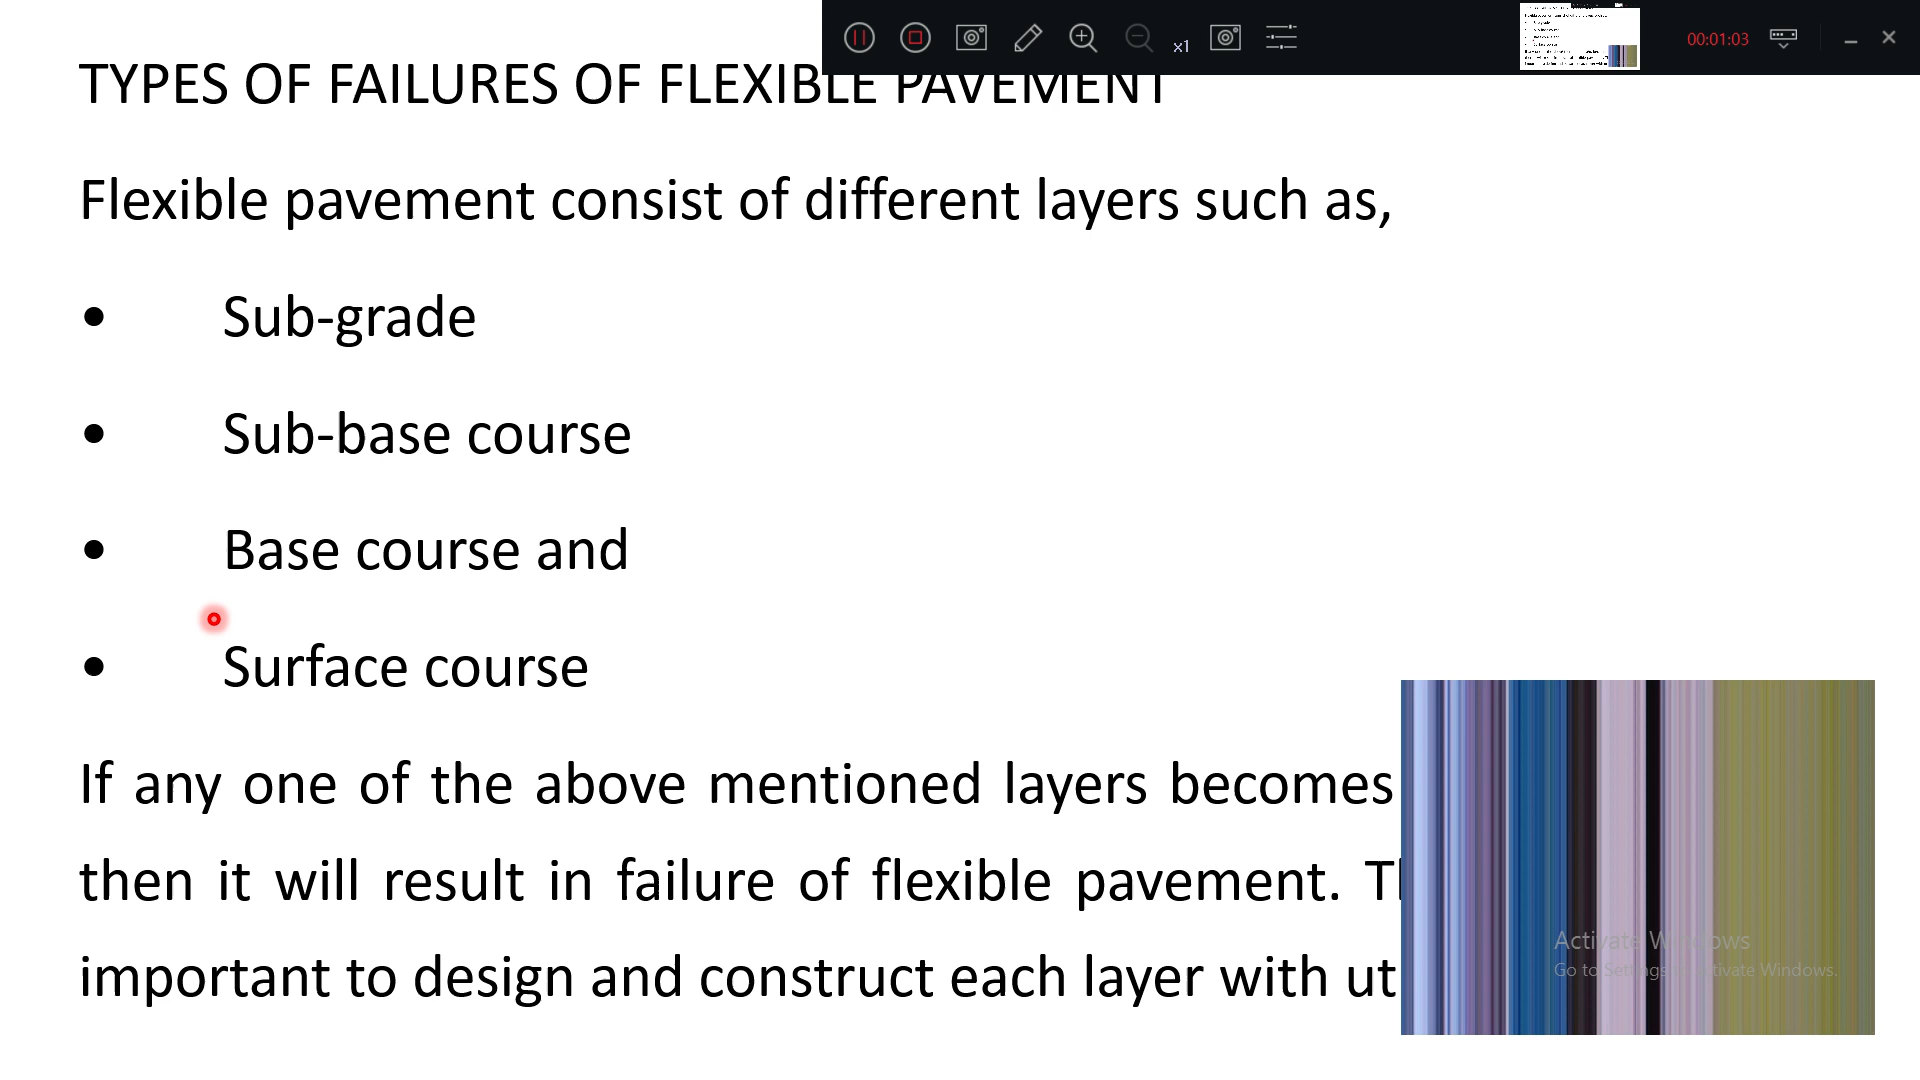 x1
00:01:03
TYPES OF FAILURES OF FLEXIBLE PAVEMENT
Flexible pavement consist of different layers such as,
• Sub-grade
• Sub-base course
• Base course and
• Surface course
If any one of the above mentioned layers becomes
then it will result in failure of flexible pavement.
important to design and construct each layer with
Activate Windows
Go to Settings to activate Windows.